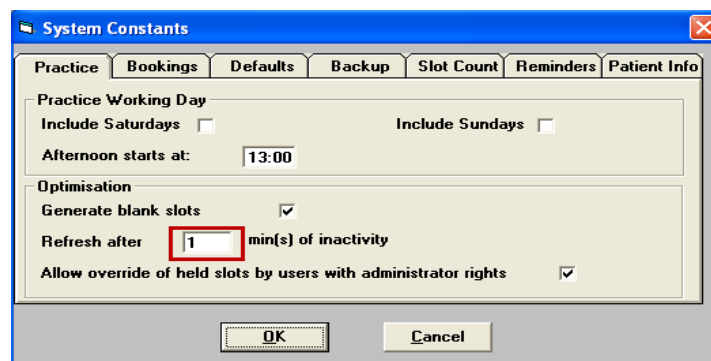 System Constants
Practice Bookings Defaults Backup Slot Count Reminders Patient Info
Practice Working Day
Include Saturdays Include Sundays
Afternoon starts at: 13:00
Optimisation
Generate blank slots
Refresh after 1 min(s) of inactivity
Allow override of held slots by users with administrator rights
OK Cancel